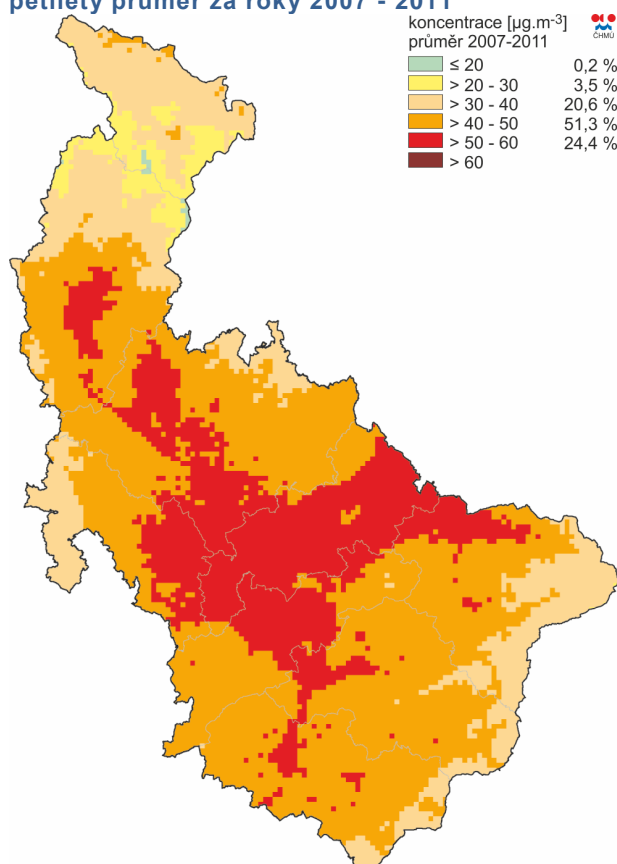 pětiletý průměr za roky 2007 - 2011
koncentrace [µg.m-3]
průměr 2007-2011
ČHMÚ
≤ 20 0,2 %
> 20 - 30 3,5 %
> 30 - 40 20,6 %
> 40 - 50 51,3 %
> 50 - 60 24,4 %
> 60